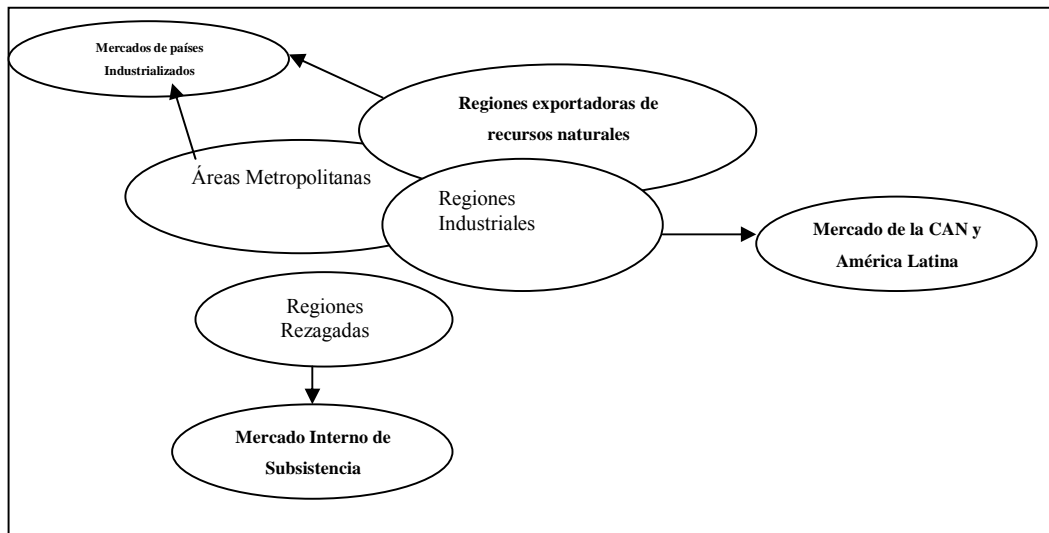 Mercados de países
Industrializados
Regiones exportadoras de
recursos naturales
Áreas Metropolitanas
Regiones
Industriales
Mercado de la CAN y
América Latina
Regiones
Rezagadas
Mercado Interno de
Subsistencia